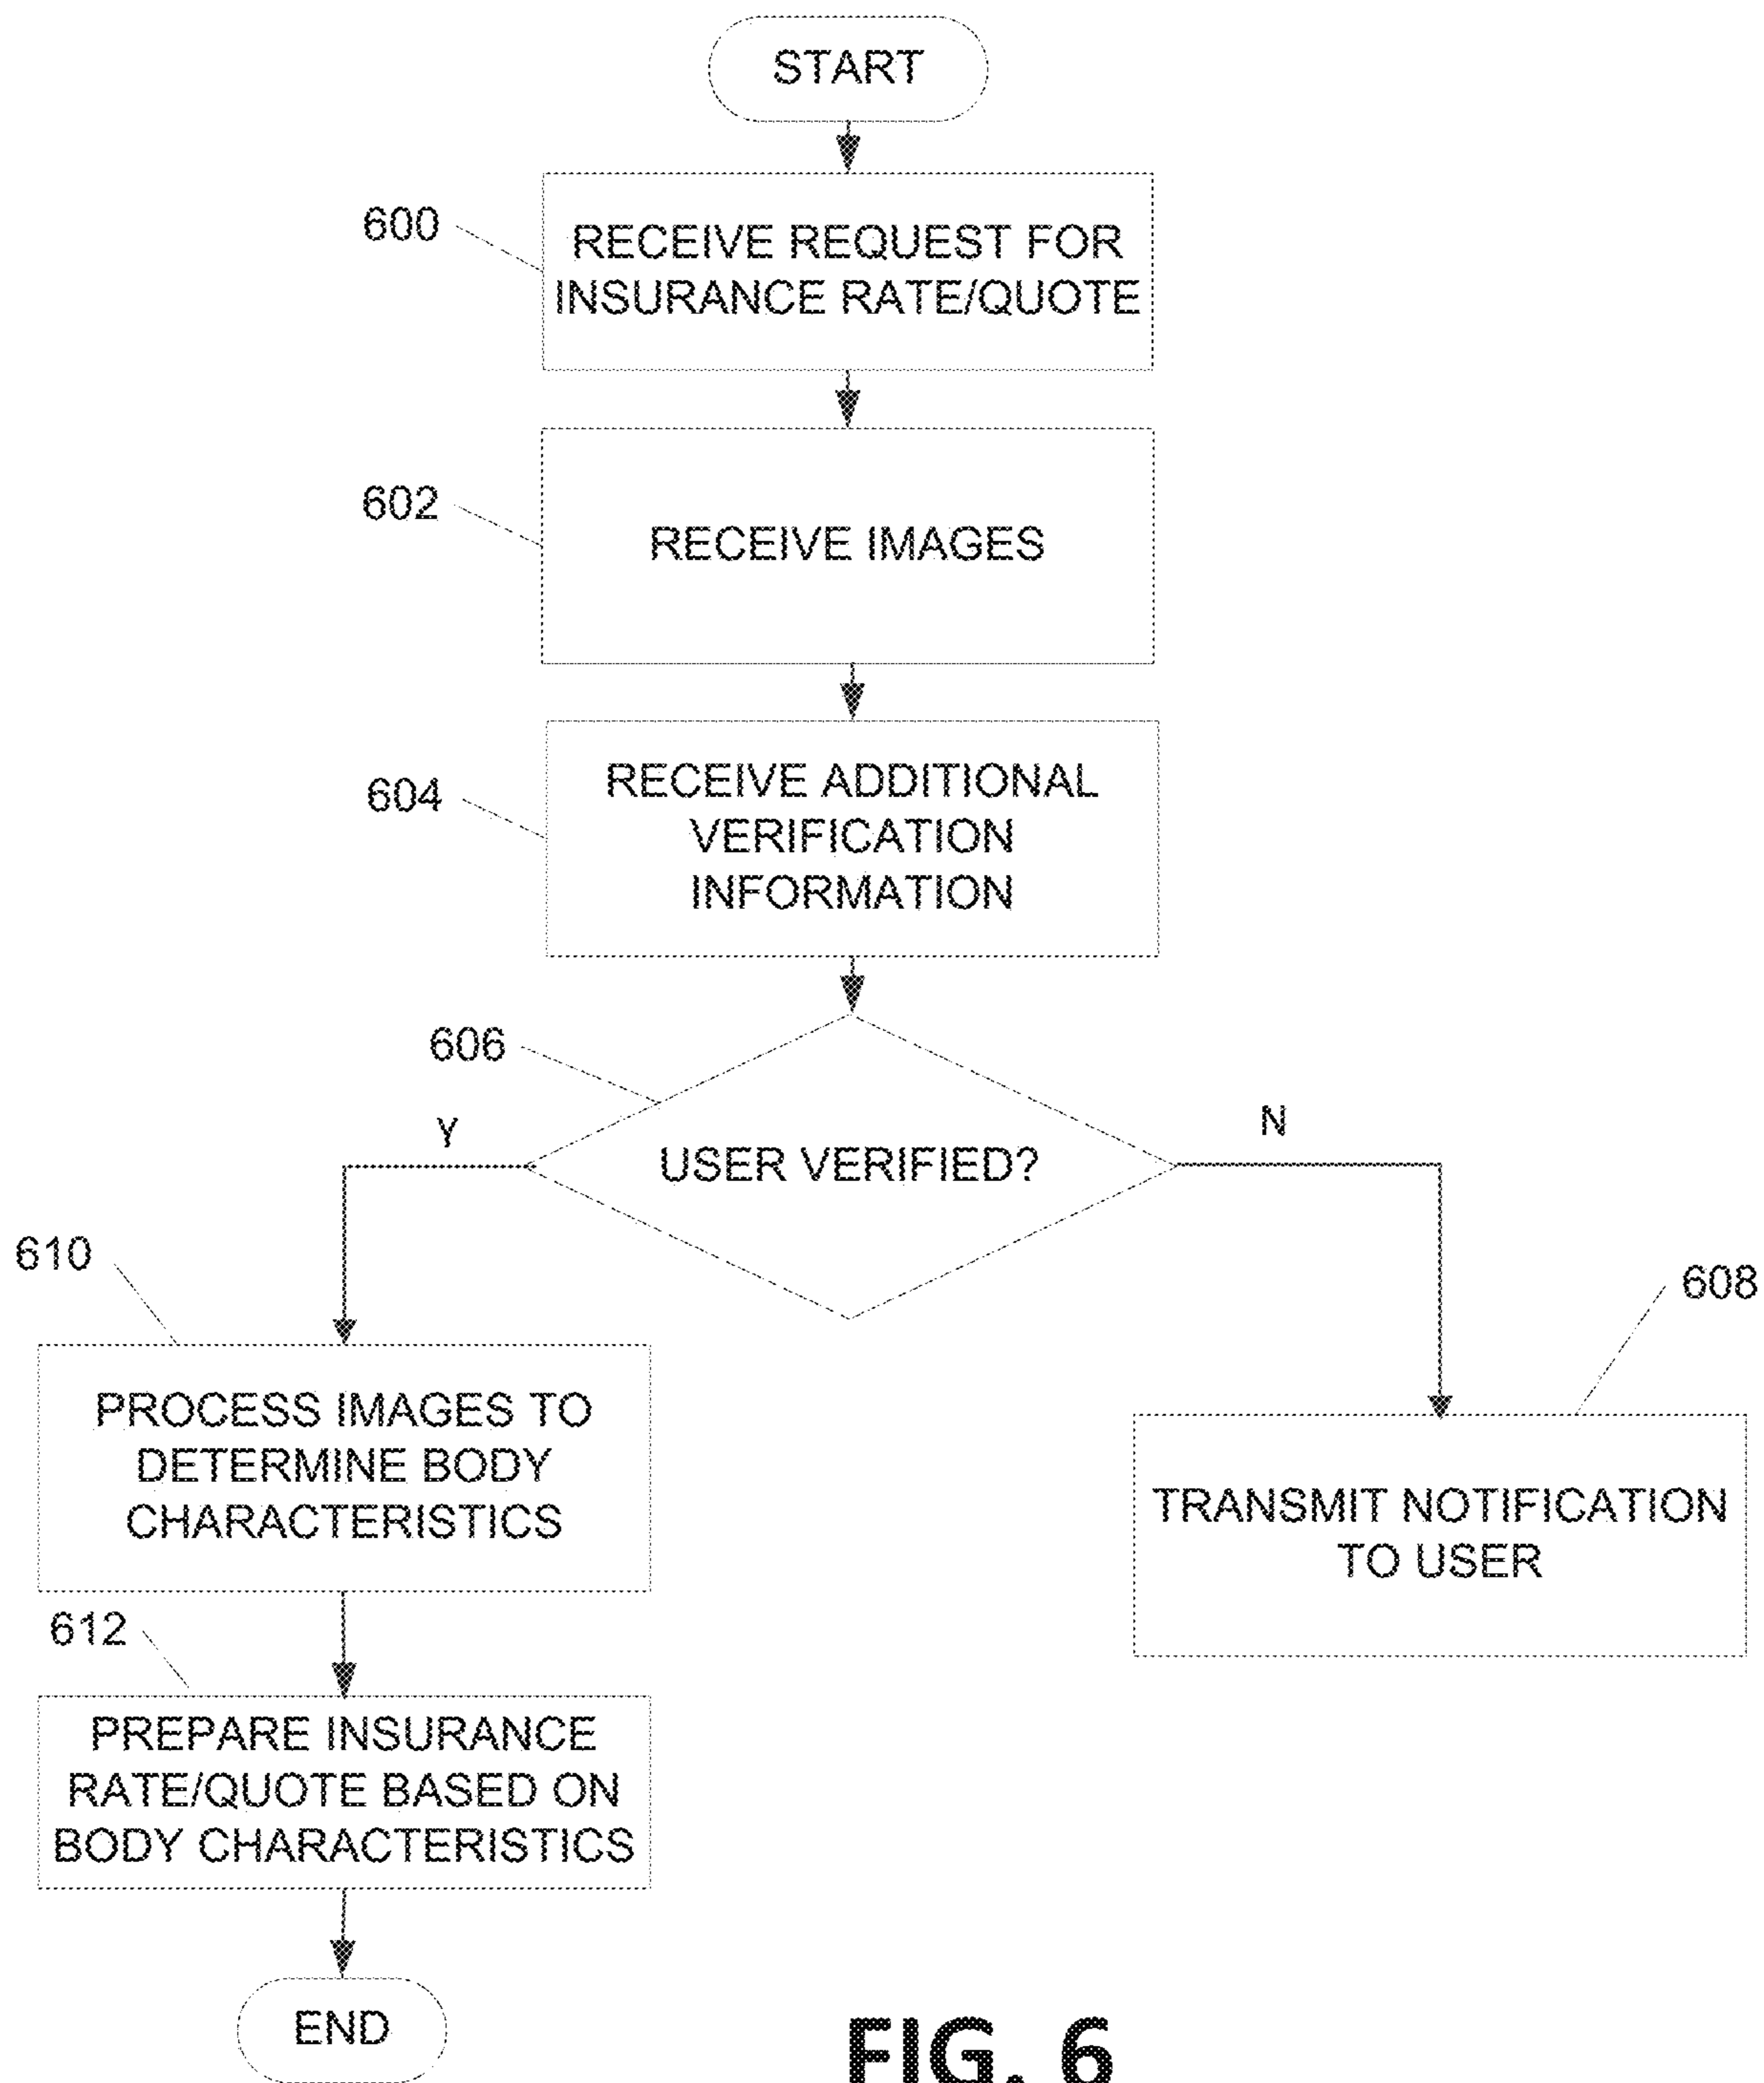 START
600
RECEIVE REQUEST FOR
INSURANCE RATE/QUOTE
602
RECEIVE IMAGES
604
RECEIVE ADDITIONAL
VERIFICATION
INFORMATION
606
Y
N
USER VERIFIED?
610
608
PROCESS IMAGES TO
DETERMINE BODY
CHARACTERISTICS
TRANSMIT NOTIFICATION
TO USER
612
PREPARE INSURANCE
RATE/QUOTE BASED ON
BODY CHARACTERISTICS
END
FIG. 6